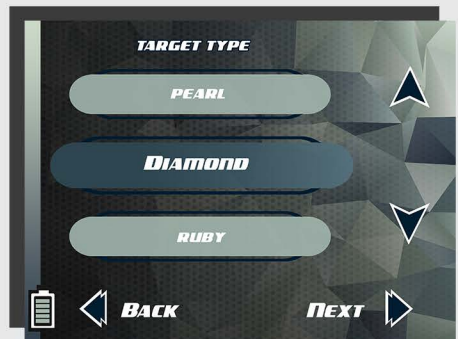 TARGET TYPE
PEARL
DIAMOND
RUBY
BACK NEXT